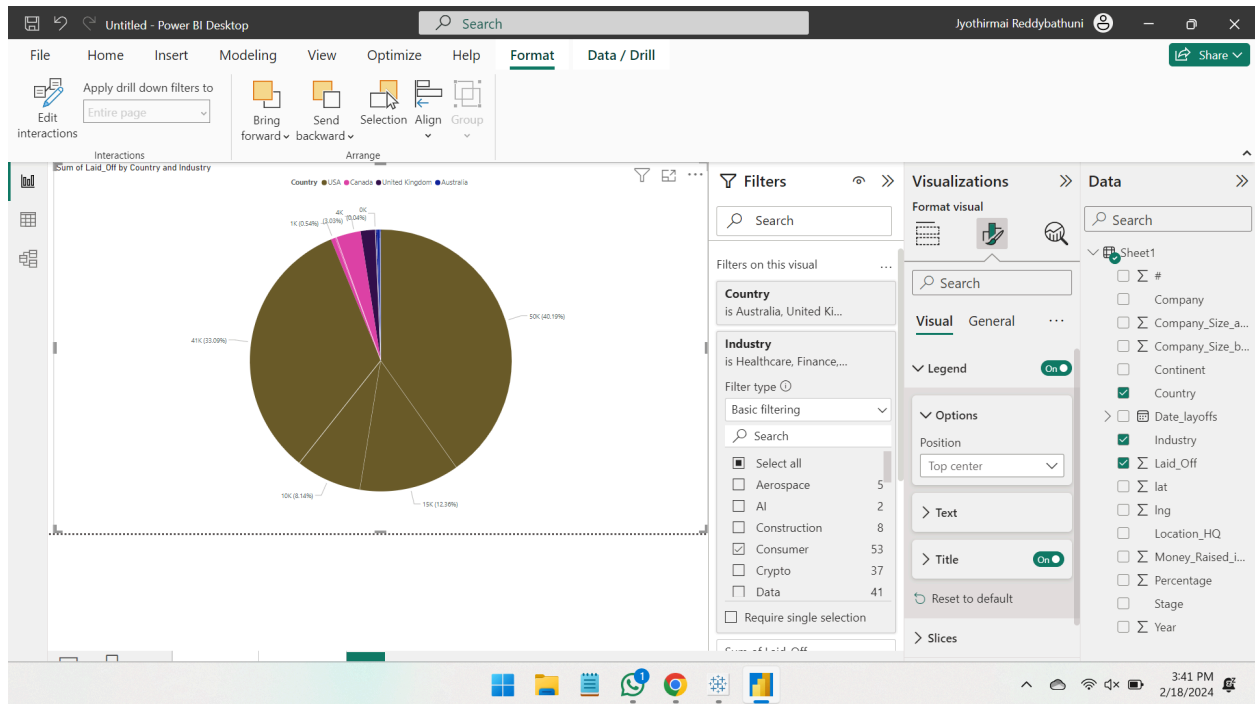 Untitled - Power BI Desktop
Search
Jyothirmai Reddybathuni
File Home Insert Modeling View Optimize Help Format Data / Drill
Share
Edit interactions
Apply drill down filters to
Entire page
Interactions
Bring forward
Send backward
Selection
Align
Group
Arrange
Sum of Laid_Off by Country and Industry
Country USA Canada United Kingdom Australia
1K (0.54%)
4K (3.03%)
0K (0.04%)
50K (40.19%)
41K (33.09%)
10K (8.14%)
15K (12.36%)
Filters
Search
Filters on this visual
Country
is Australia, United Ki...
Industry
is Healthcare, Finance,...
Filter type
Basic filtering
Search
Select all
Aerospace 5
AI 2
Construction 8
Consumer 53
Crypto 37
Data 41
Require single selection
Visualizations
Format visual
Search
Visual General
Legend On
Options
Position
Top center
Text
Title On
Reset to default
Slices
Data
Search
Sheet1
#
Company
Company_Size_a...
Company_Size_b...
Continent
Country
Date_layoffs
Industry
Laid_Off
lat
lng
Location_HQ
Money_Raised_i...
Percentage
Stage
Year
1
3:41 PM
2/18/2024